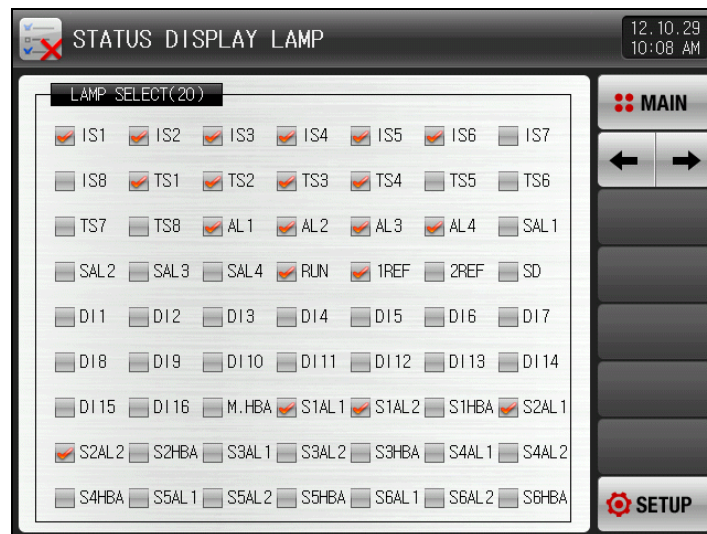 STATUS DISPLAY LAMP
12.10.29
10:08 AM
LAMP SELECT(20)
IS1 IS2 IS3 IS4 IS5 IS6 IS7
IS8 TS1 TS2 TS3 TS4 TS5 TS6
TS7 TS8 AL1 AL2 AL3 AL4 SAL1
SAL2 SAL3 SAL4 RUN 1REF 2REF SD
DI1 DI2 DI3 DI4 DI5 DI6 DI7
DI8 DI9 DI10 DI11 DI12 DI13 DI14
DI15 DI16 M.HBA S1AL1 S1AL2 S1HBA S2AL1
S2AL2 S2HBA S3AL1 S3AL2 S3HBA S4AL1 S4AL2
S4HBA S5AL1 S5AL2 S5HBA S6AL1 S6AL2 S6HBA
MAIN
SETUP